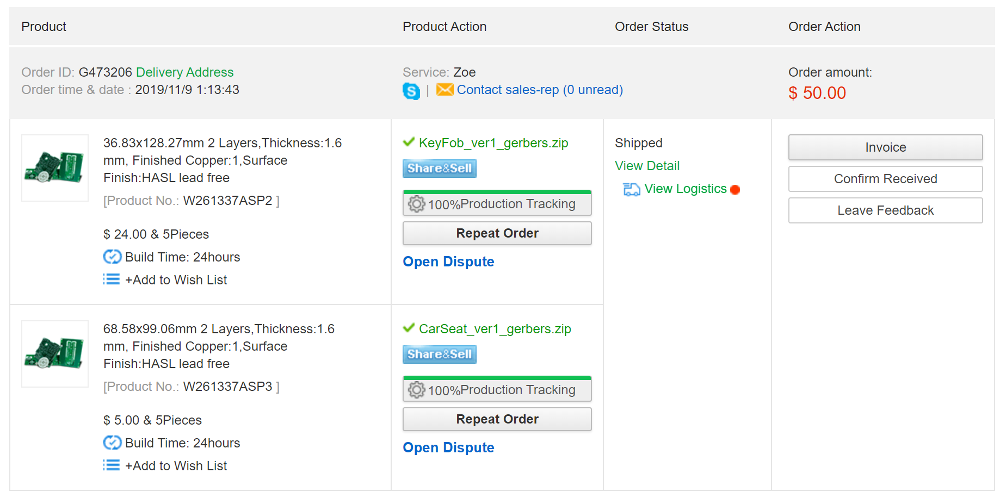 Product
Product Action
Order Status
Order Action
Order ID: G473206 Delivery Address
Order time & date : 2019/11/9 1:13:43
Service: Zoe
S | Contact sales-rep (0 unread)
Order amount:
$ 50.00
36.83x128.27mm 2 Layers,Thickness:1.6
mm, Finished Copper:1,Surface
Finish:HASL lead free
[Product No.: W261337ASP2 ]
$ 24.00 & 5Pieces
Build Time: 24hours
+Add to Wish List
KeyFob_ver1_gerbers.zip
Share&Sell
100%Production Tracking
Repeat Order
Open Dispute
Shipped
View Detail
View Logistics
Invoice
Confirm Received
Leave Feedback
68.58x99.06mm 2 Layers,Thickness:1.6
mm, Finished Copper:1,Surface
Finish:HASL lead free
[Product No.: W261337ASP3 ]
$ 5.00 & 5Pieces
Build Time: 24hours
+Add to Wish List
CarSeat_ver1_gerbers.zip
Share&Sell
100%Production Tracking
Repeat Order
Open Dispute